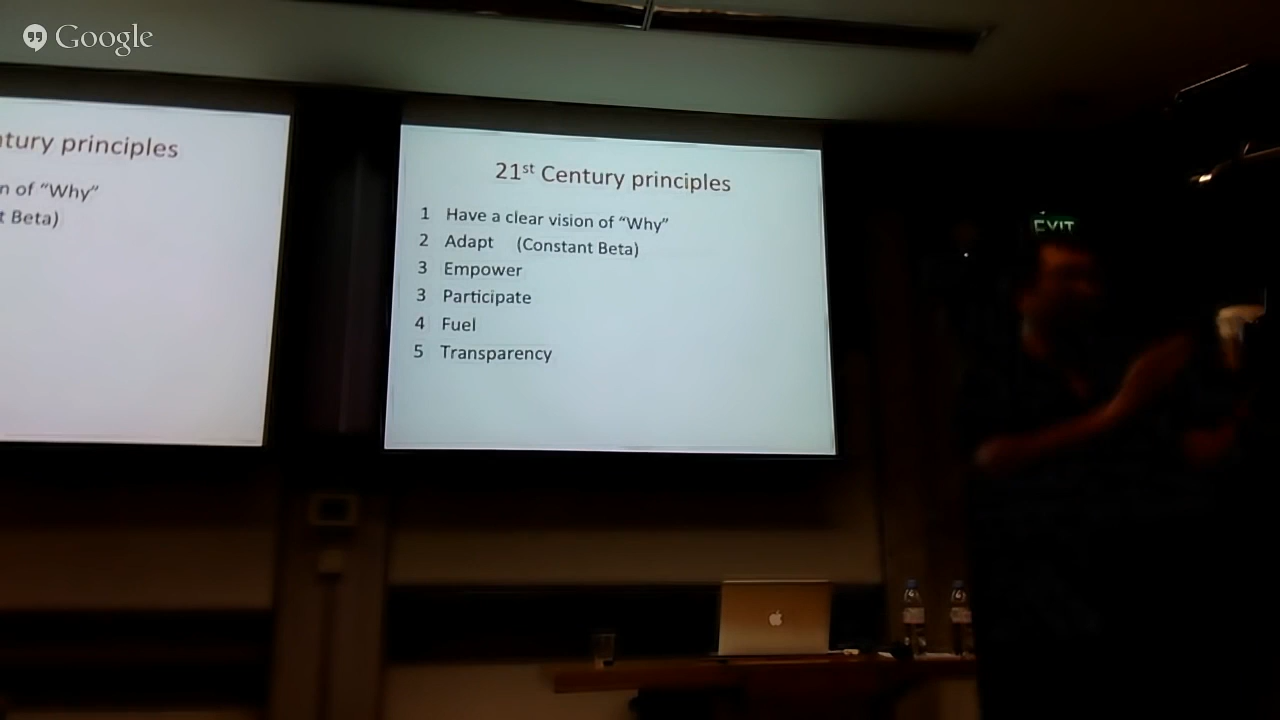 Google
ntury principles
n of “Why”
t Beta)
21st Century principles
1 Have a clear vision of “Why”
2 Adapt (Constant Beta)
3 Empower
3 Participate
4 Fuel
5 Transparency
EXIT